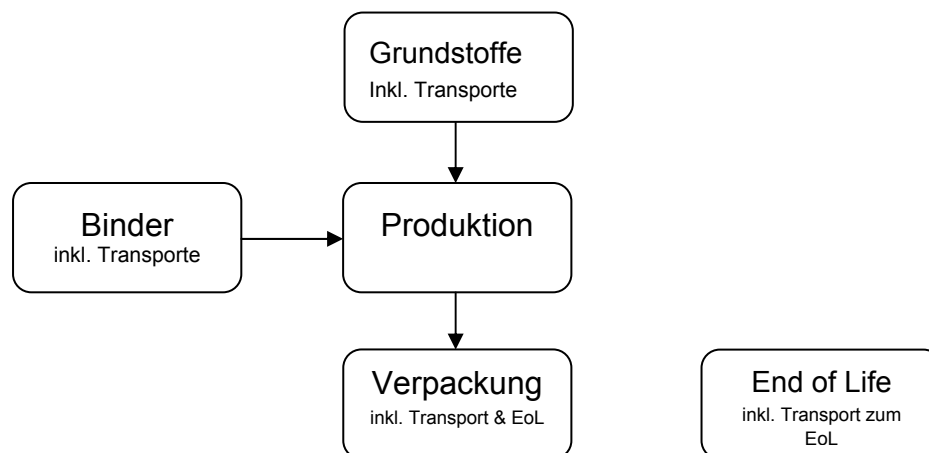 Grundstoffe
Inkl. Transporte
Binder
inkl. Transporte
Produktion
Verpackung
inkl. Transport & EoL
End of Life
inkl. Transport zum
EoL